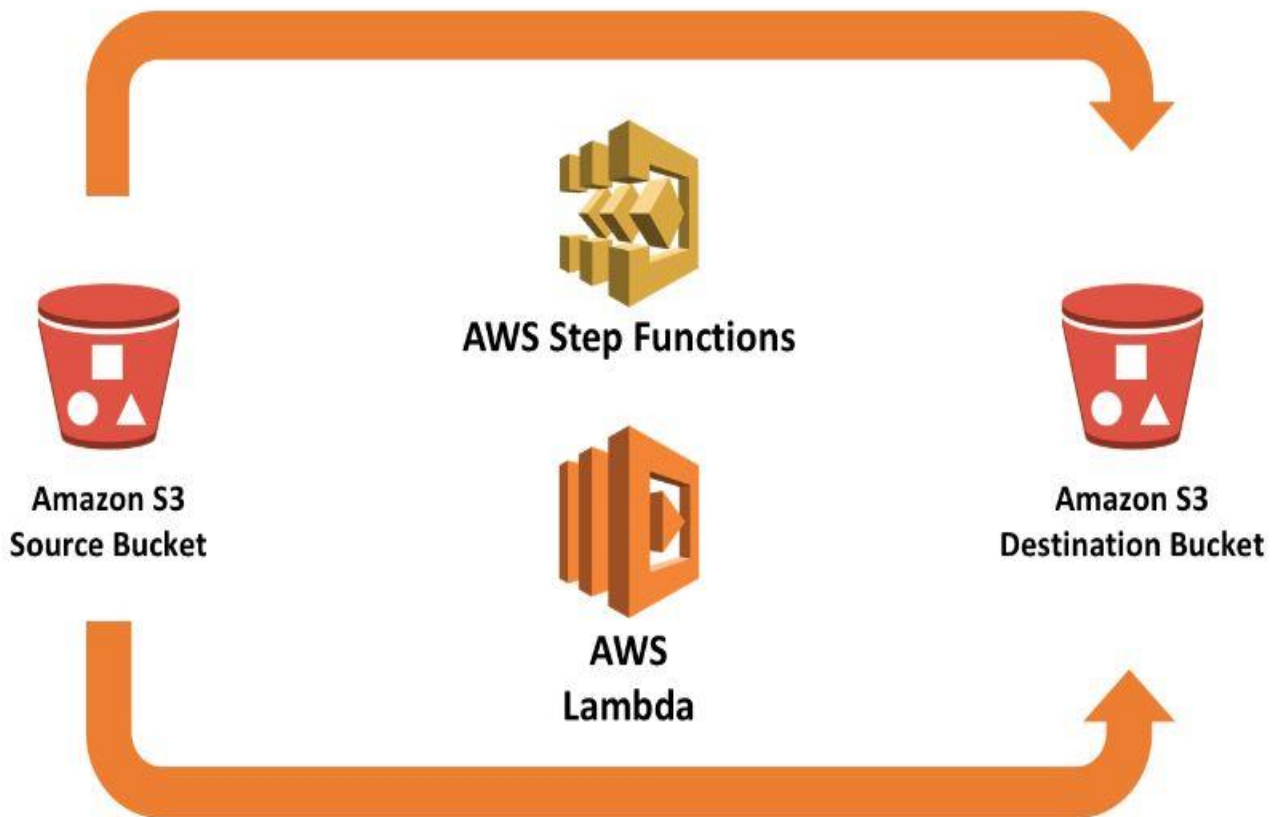 AWS Step Functions
Amazon S3
Source Bucket
Amazon S3
Destination Bucket
AWS
Lambda